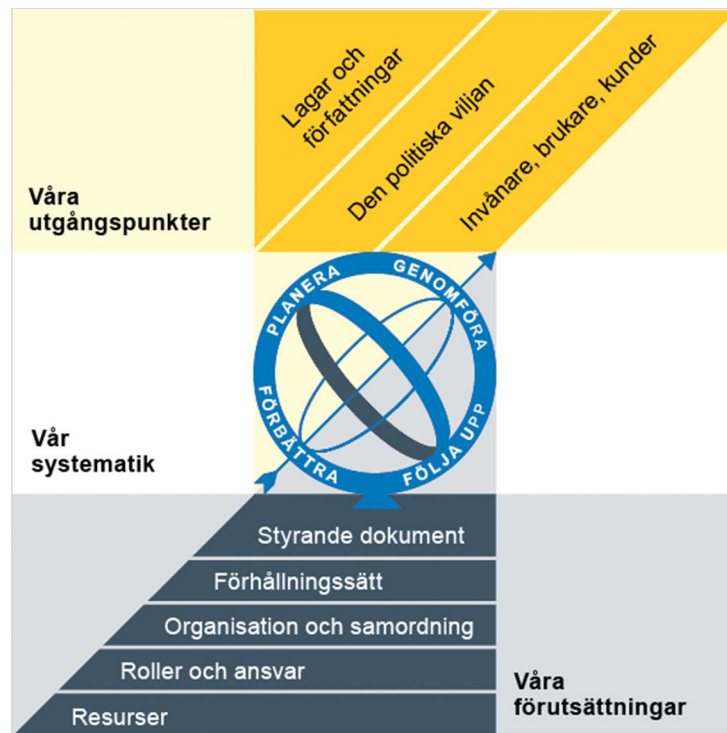 Lagar och
författningar
Den politiska viljan
Invånare, brukare, kunder
Våra
utgångspunkter
PLANERA
GENOMFÖRA
FÖLJA UPP
FÖRBÄTTRA
Vår
systematik
Styrande dokument
Förhållningssätt
Organisation och samordning
Roller och ansvar
Resurser
Våra
förutsättningar